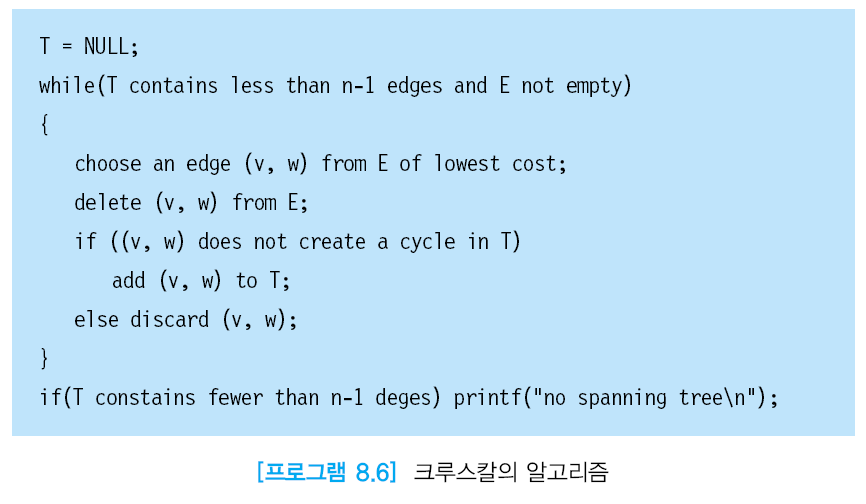 T = NULL;
while(T contains less than n-1 edges and E not empty)
{
choose an edge (v, w) from E of lowest cost;
delete (v, w) from E;
if ((v, w) does not create a cycle in T)
add (v, w) to T;
else discard (v, w);
}
if(T constains fewer than n-1 deges) printf("no spanning tree\n");
[프로그램 8.6] 크루스칼의 알고리즘